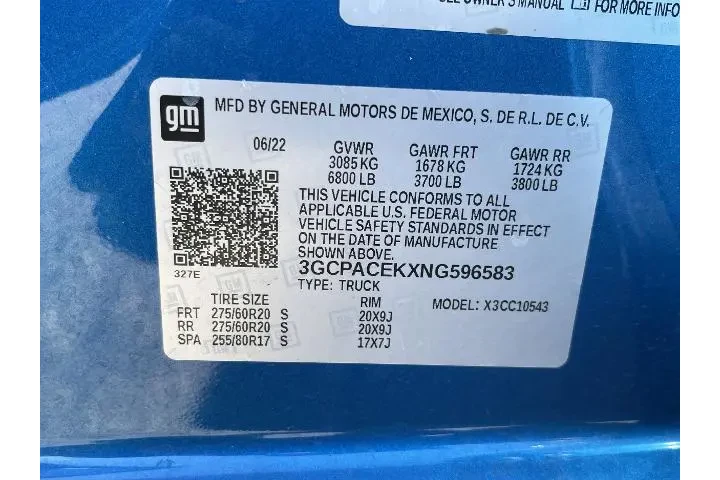 SEE OWNER'S MANUAL FOR MORE INFO
gm
MFD BY GENERAL MOTORS DE MEXICO, S. DE R.L. DE C.V.
06/22 GVWR GAWR FRT GAWR RR
3085 KG 1678 KG 1724 KG
6800 LB 3700 LB 3800 LB
THIS VEHICLE CONFORMS TO ALL
APPLICABLE U.S. FEDERAL MOTOR
VEHICLE SAFETY STANDARDS IN EFFECT
ON THE DATE OF MANUFACTURE
SHOWN ABOVE.
327E 3GCPACEKXNG596583
TYPE: TRUCK MODEL: X3CC10543
TIRE SIZE RIM
FRT 275/60R20 S 20X9J
RR 275/60R20 S 20X9J
SPA 255/80R17 S 17X7J